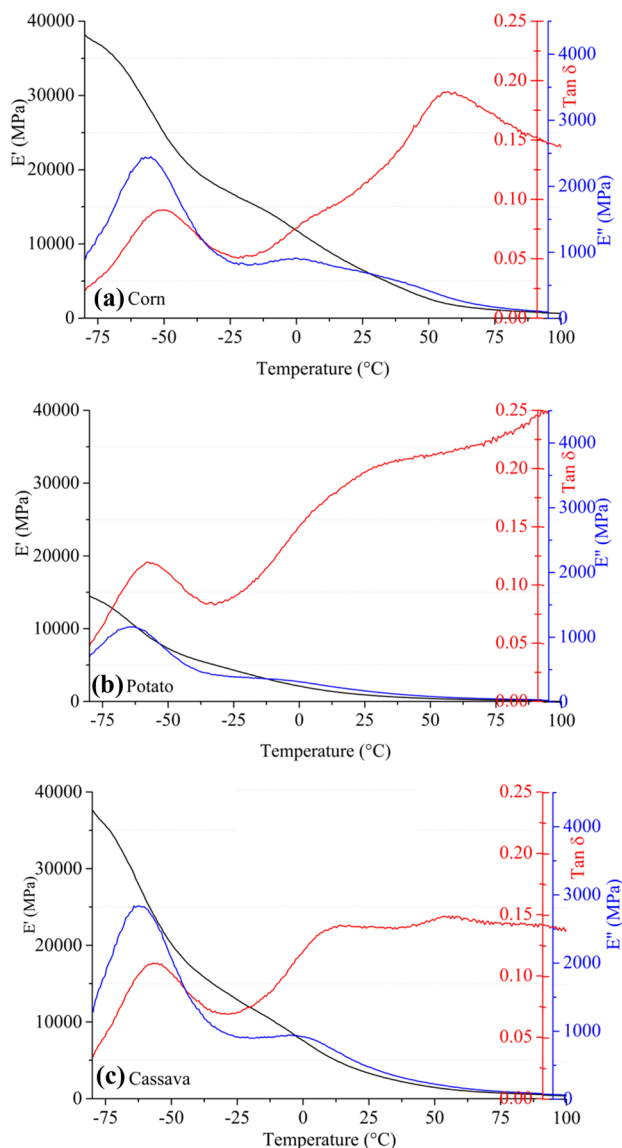 40000
30000
20000
10000
0
E' (MPa)
0.25
0.20
0.15
0.10
0.05
0.00
Tan δ
4000
3000
2000
1000
0
E" (MPa)
(a) Corn
-75 -50 -25 0 25 50 75 100
Temperature (°C)
40000
30000
20000
10000
0
E' (MPa)
0.25
0.20
0.15
0.10
0.05
0.00
Tan δ
4000
3000
2000
1000
0
E" (MPa)
(b) Potato
-75 -50 -25 0 25 50 75 100
Temperature (°C)
40000
30000
20000
10000
0
E' (MPa)
0.25
0.20
0.15
0.10
0.05
0.00
Tan δ
4000
3000
2000
1000
0
E" (MPa)
(c) Cassava
-75 -50 -25 0 25 50 75 100
Temperature (°C)